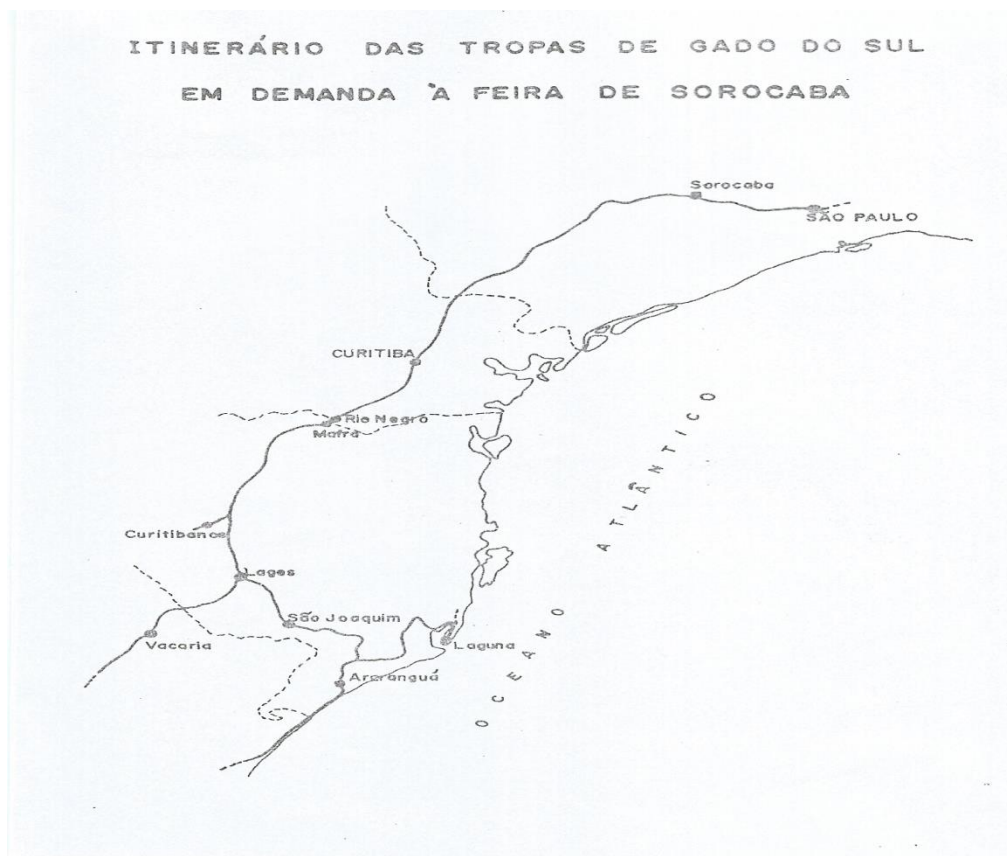 ITINERÁRIO DAS TROPAS DE GADO DO SUL
EM DEMANDA À FEIRA DE SOROCABA
Sorocaba
SÃO PAULO
CURITIBA
Rio Negro
Mafra
Curitibanos
Lages
São Joaquim
Vacaria
Laguna
Araranguá
OCEANO ATLÂNTICO